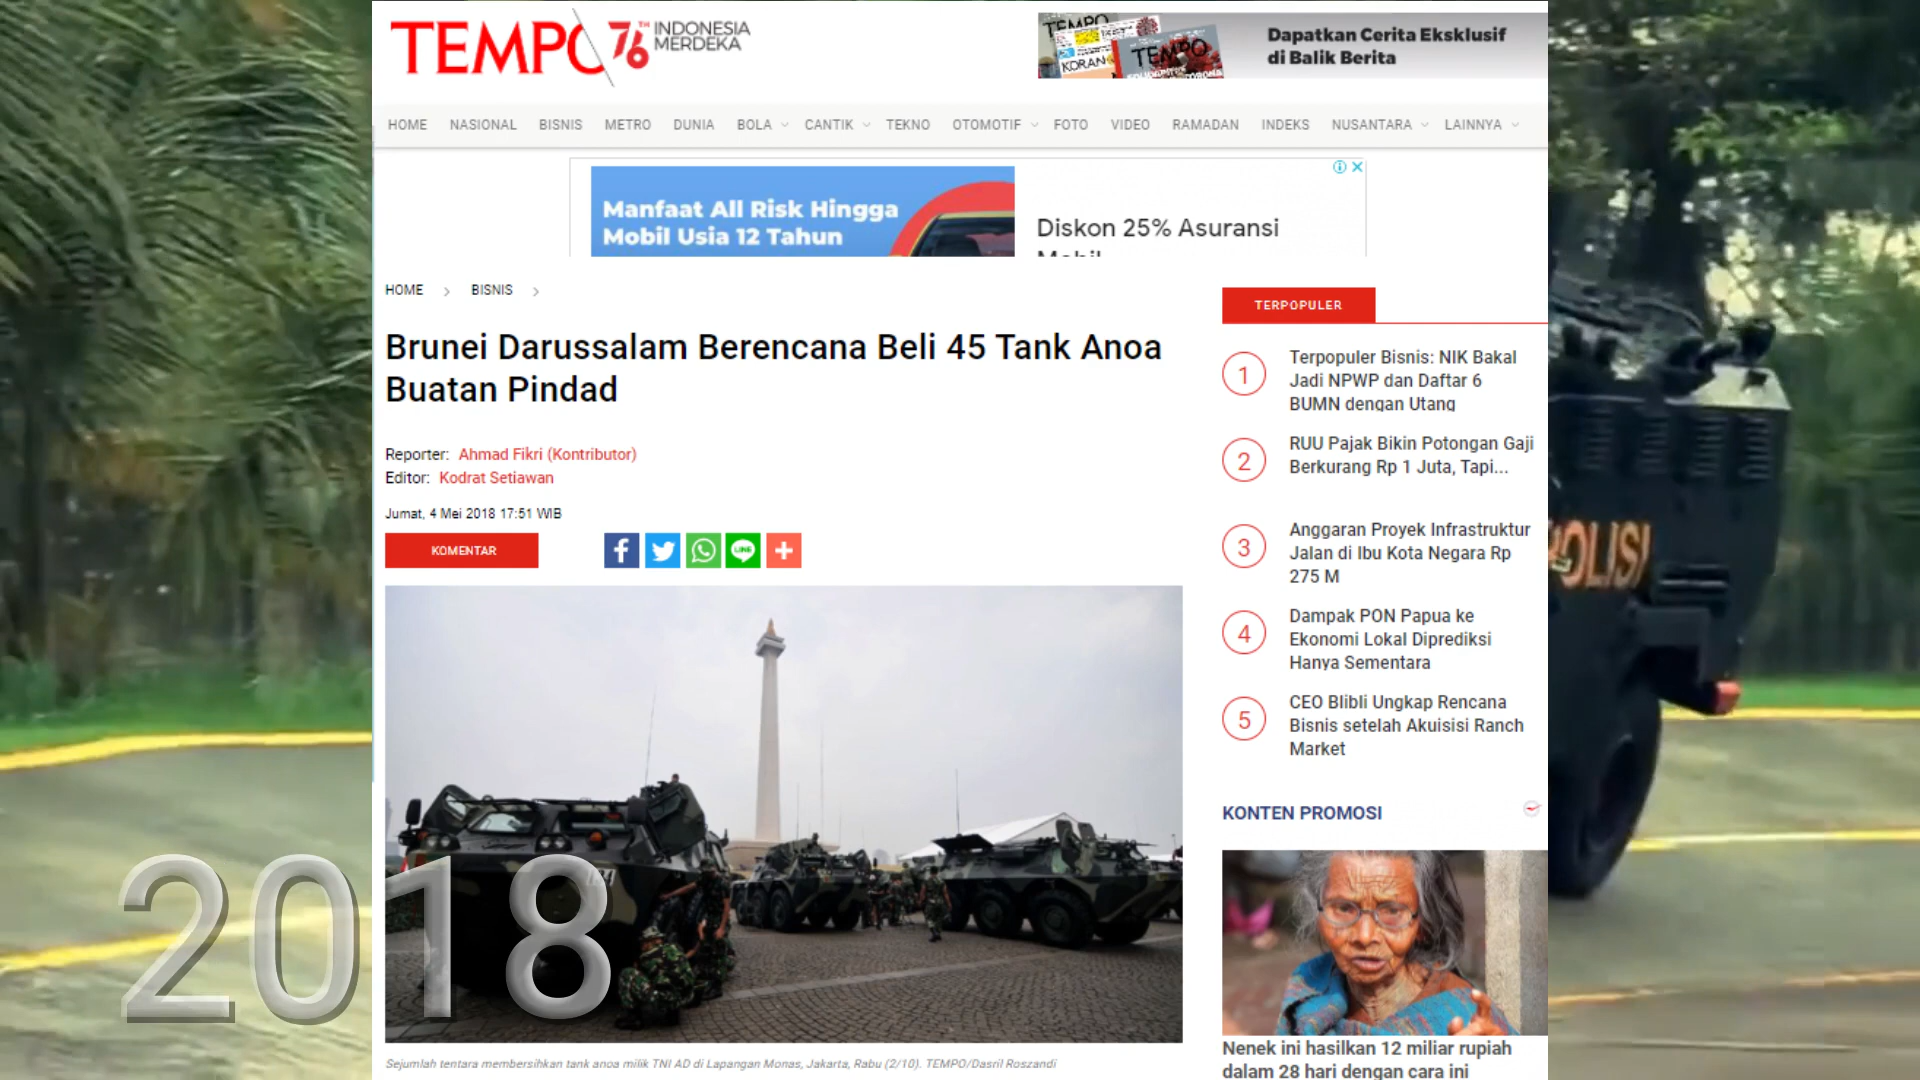 TEMPO
76
TH
INDONESIA
MERDEKA
TEMPO
KORAN
TEMPO
Dapatkan Cerita Eksklusif
di Balik Berita
HOME NASIONAL BISNIS METRO DUNIA BOLA CANTIK TEKNO OTOMOTIF FOTO VIDEO RAMADAN INDEKS NUSANTARA LAINNYA
Manfaat All Risk Hingga
Mobil Usia 12 Tahun
Diskon 25% Asuransi
Mobil
HOME > BISNIS >
Brunei Darussalam Berencana Beli 45 Tank Anoa
Buatan Pindad
Reporter: Ahmad Fikri (Kontributor)
Editor: Kodrat Setiawan
Jumat, 4 Mei 2018 17:51 WIB
KOMENTAR
LINE
2018
Sejumlah tentara membersihkan tank anoa milik TNI AD di Lapangan Monas, Jakarta, Rabu (2/10). TEMPO/Dasril Roszandi
TERPOPULER
1
Terpopuler Bisnis: NIK Bakal
Jadi NPWP dan Daftar 6
BUMN dengan Utang
2
RUU Pajak Bikin Potongan Gaji
Berkurang Rp 1 Juta, Tapi...
3
Anggaran Proyek Infrastruktur
Jalan di Ibu Kota Negara Rp
275 M
4
Dampak PON Papua ke
Ekonomi Lokal Diprediksi
Hanya Sementara
5
CEO Blibli Ungkap Rencana
Bisnis setelah Akuisisi Ranch
Market
KONTEN PROMOSI
Nenek ini hasilkan 12 miliar rupiah
dalam 28 hari dengan cara ini
POLISI